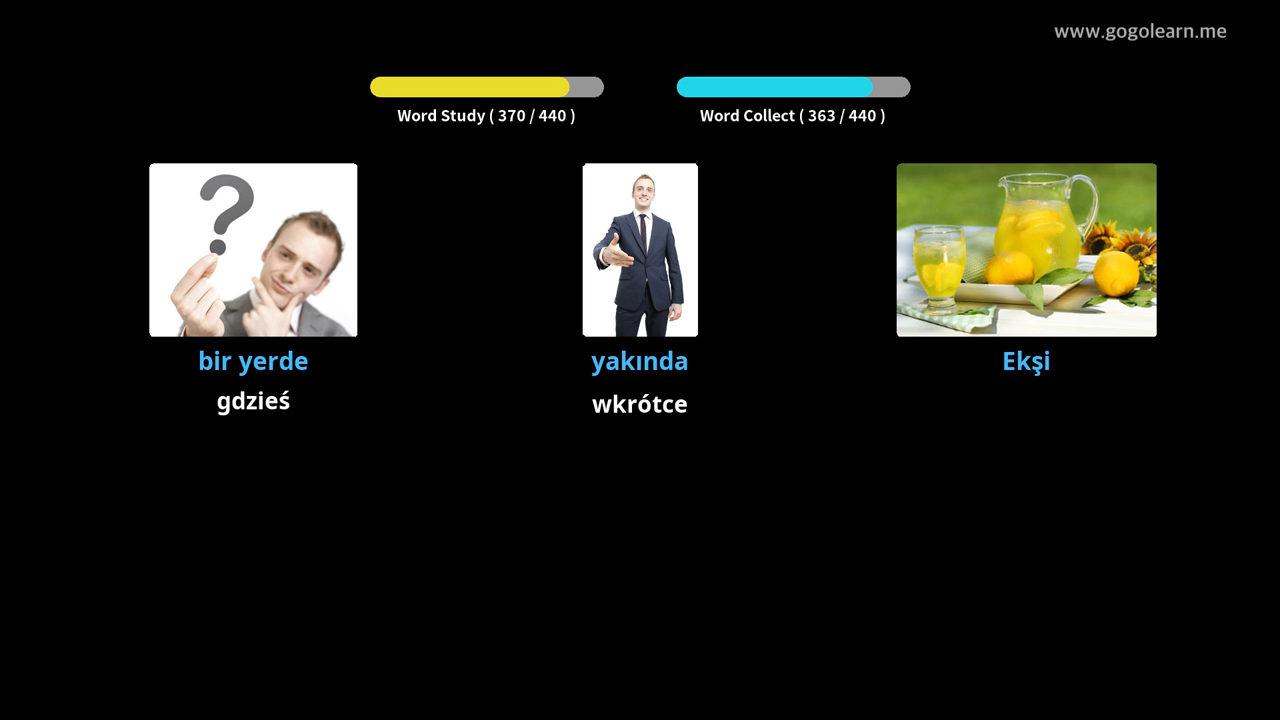 www.gogolearn.me
Word Study ( 370 / 440 )
Word Collect ( 363 / 440 )
bir yerde
yakında
Ekşi
gdzieś
wkrótce